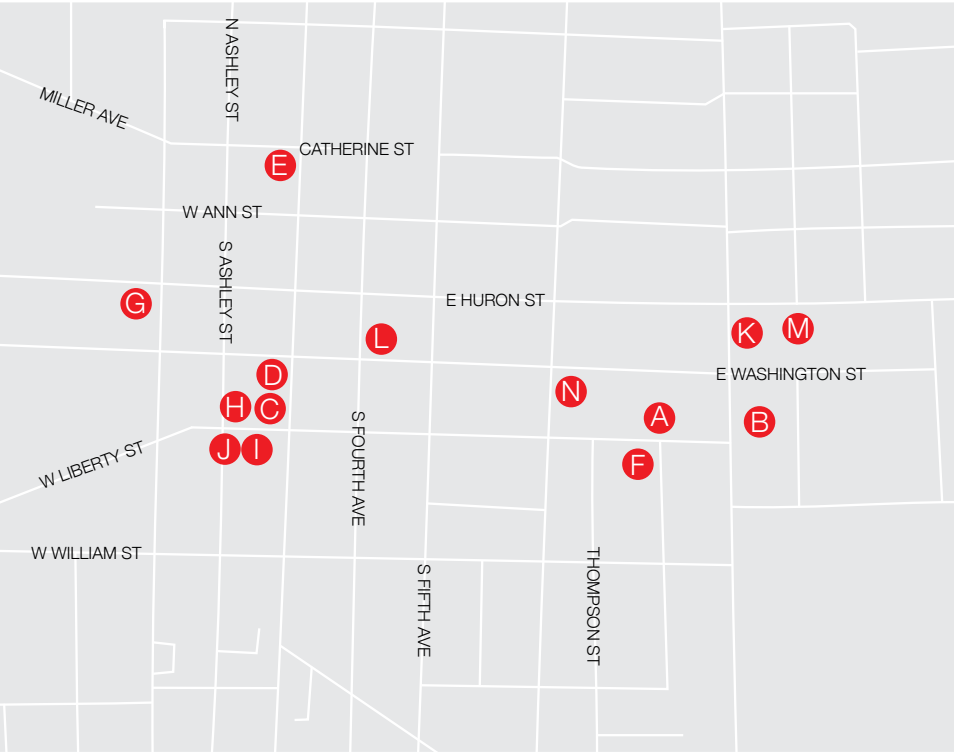 N ASHLEY ST
MILLER AVE
CATHERINE ST
E
W ANN ST
S ASHLEY ST
G
E HURON ST
L
K
M
D
E WASHINGTON ST
N
H
C
A
B
S FOURTH AVE
J
I
F
W LIBERTY ST
W WILLIAM ST
S FIFTH AVE
THOMPSON ST